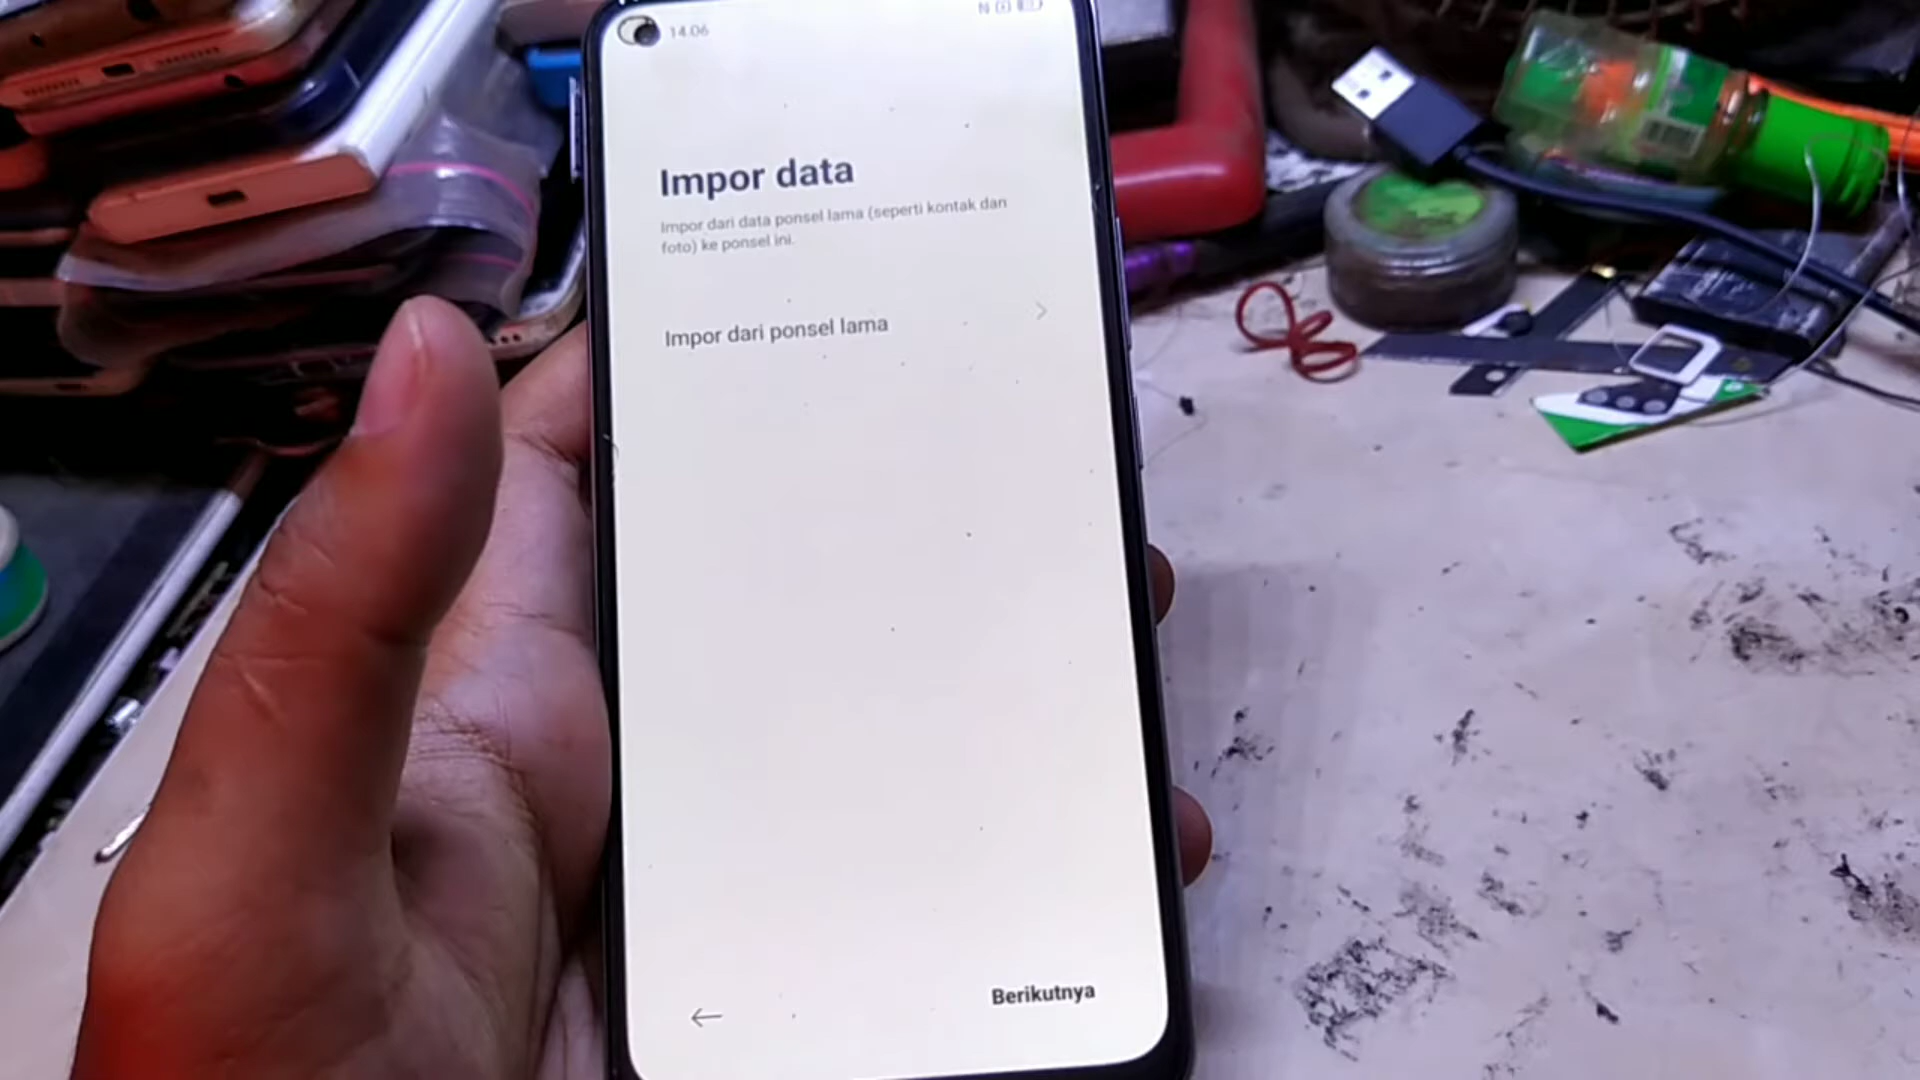 14.06
Impor data
Impor dari data ponsel lama (seperti kontak dan
foto) ke ponsel ini.
Impor dari ponsel lama
Berikutnya